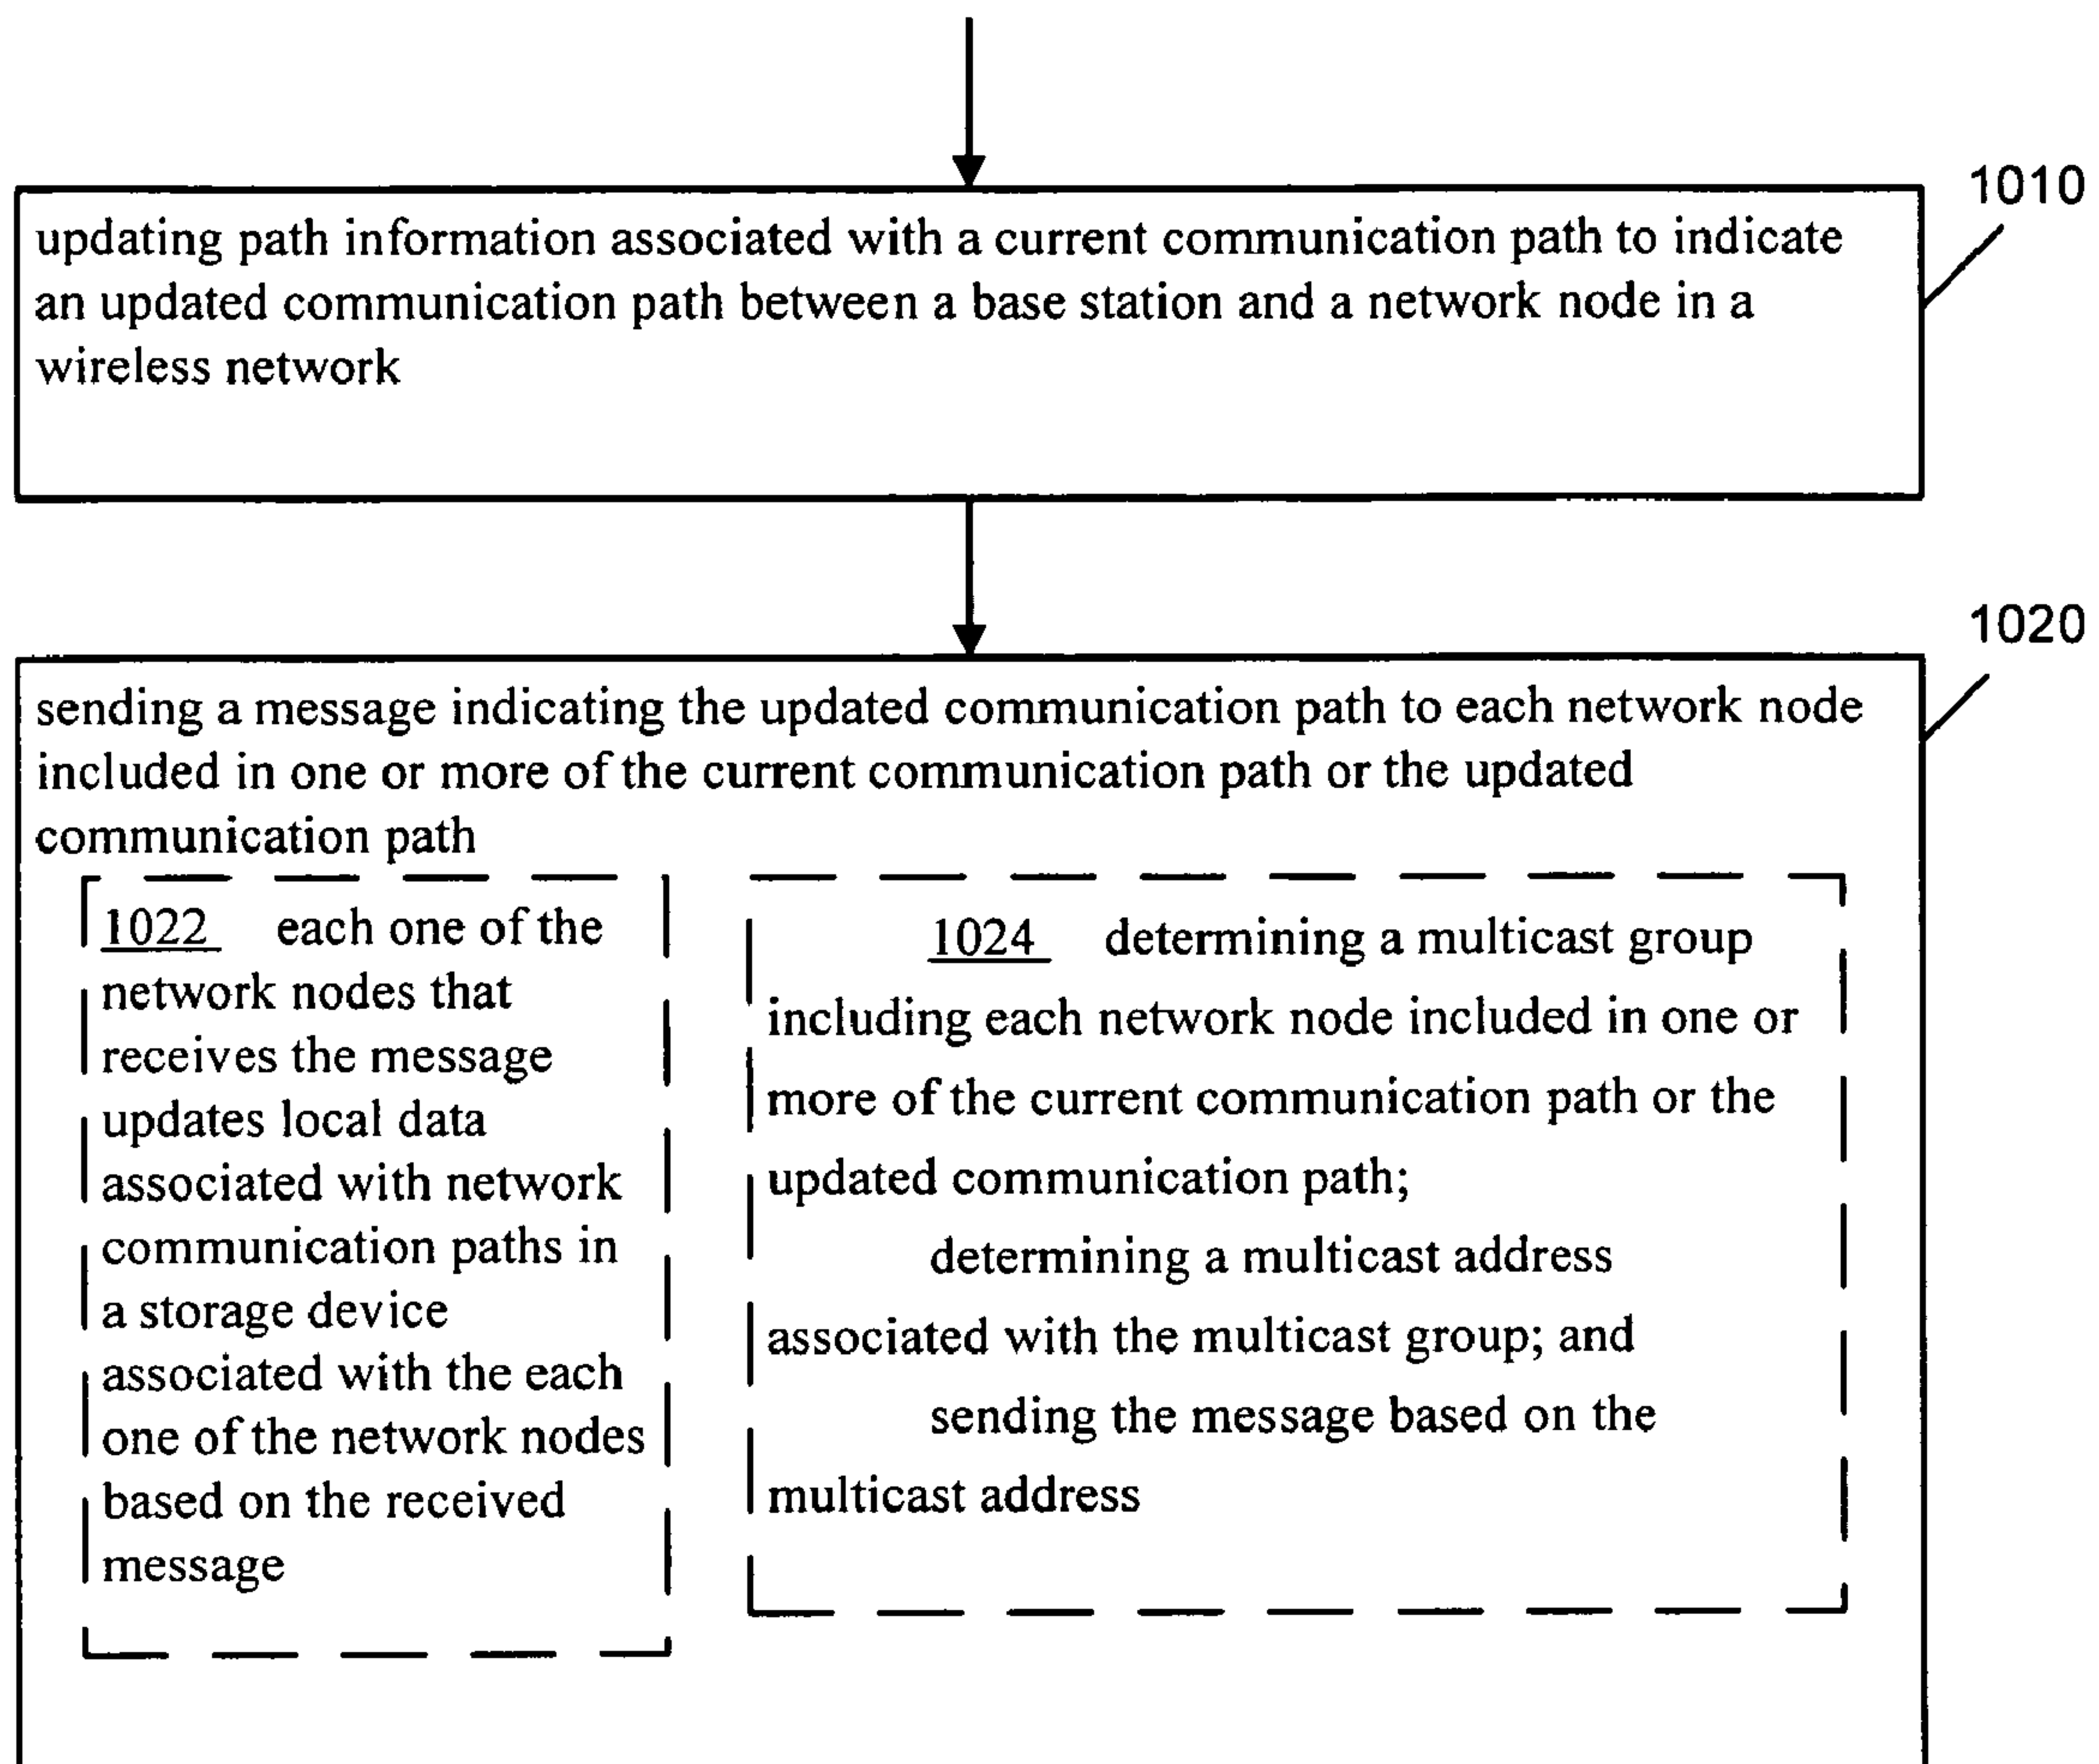 1010
updating path information associated with a current communication path to indicate
an updated communication path between a base station and a network node in a
wireless network
1020
sending a message indicating the updated communication path to each network node
included in one or more of the current communication path or the updated
communication path
1022 each one of the
network nodes that
receives the message
updates local data
associated with network
communication paths in
a storage device
associated with the each
one of the network nodes
based on the received
message
1024 determining a multicast group
including each network node included in one or
more of the current communication path or the
updated communication path;
determining a multicast address
associated with the multicast group; and
sending the message based on the
multicast address